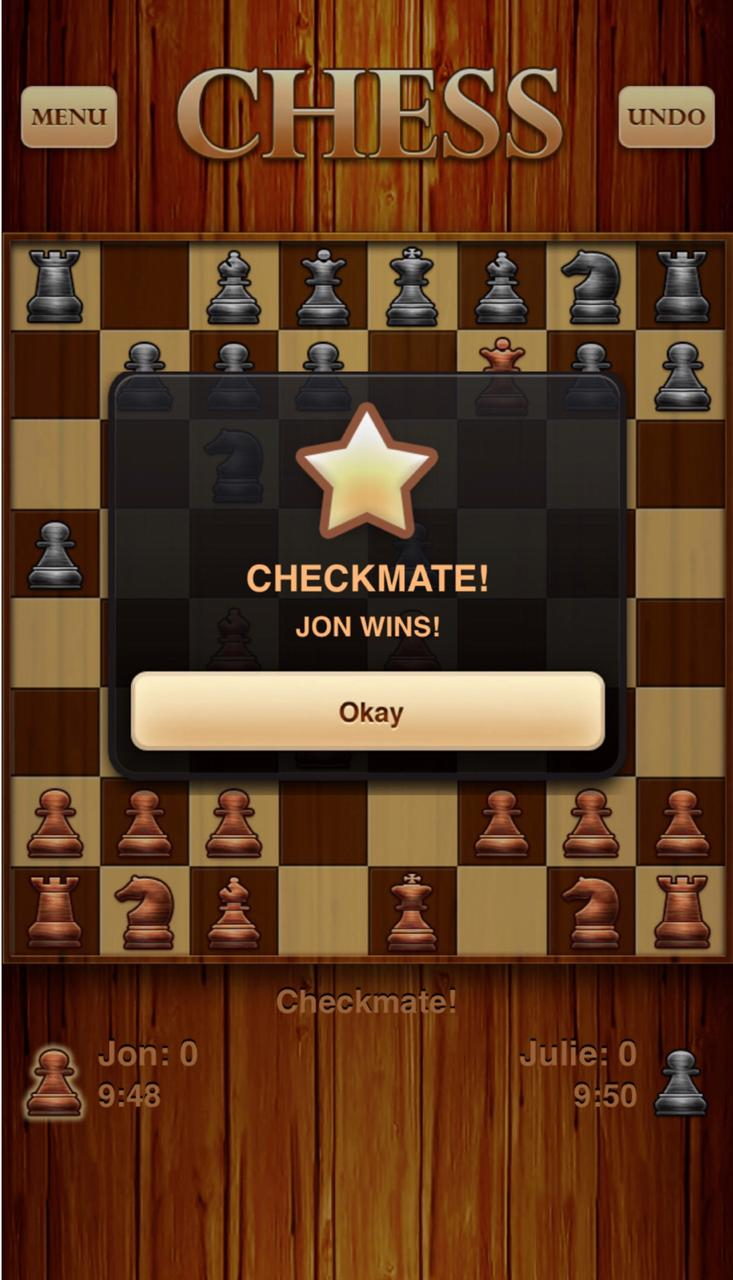 MENU
CHESS
UNDO
CHECKMATE!
JON WINS!
Okay
Checkmate!
Jon: 0
9:48
Julie: 0
9:50